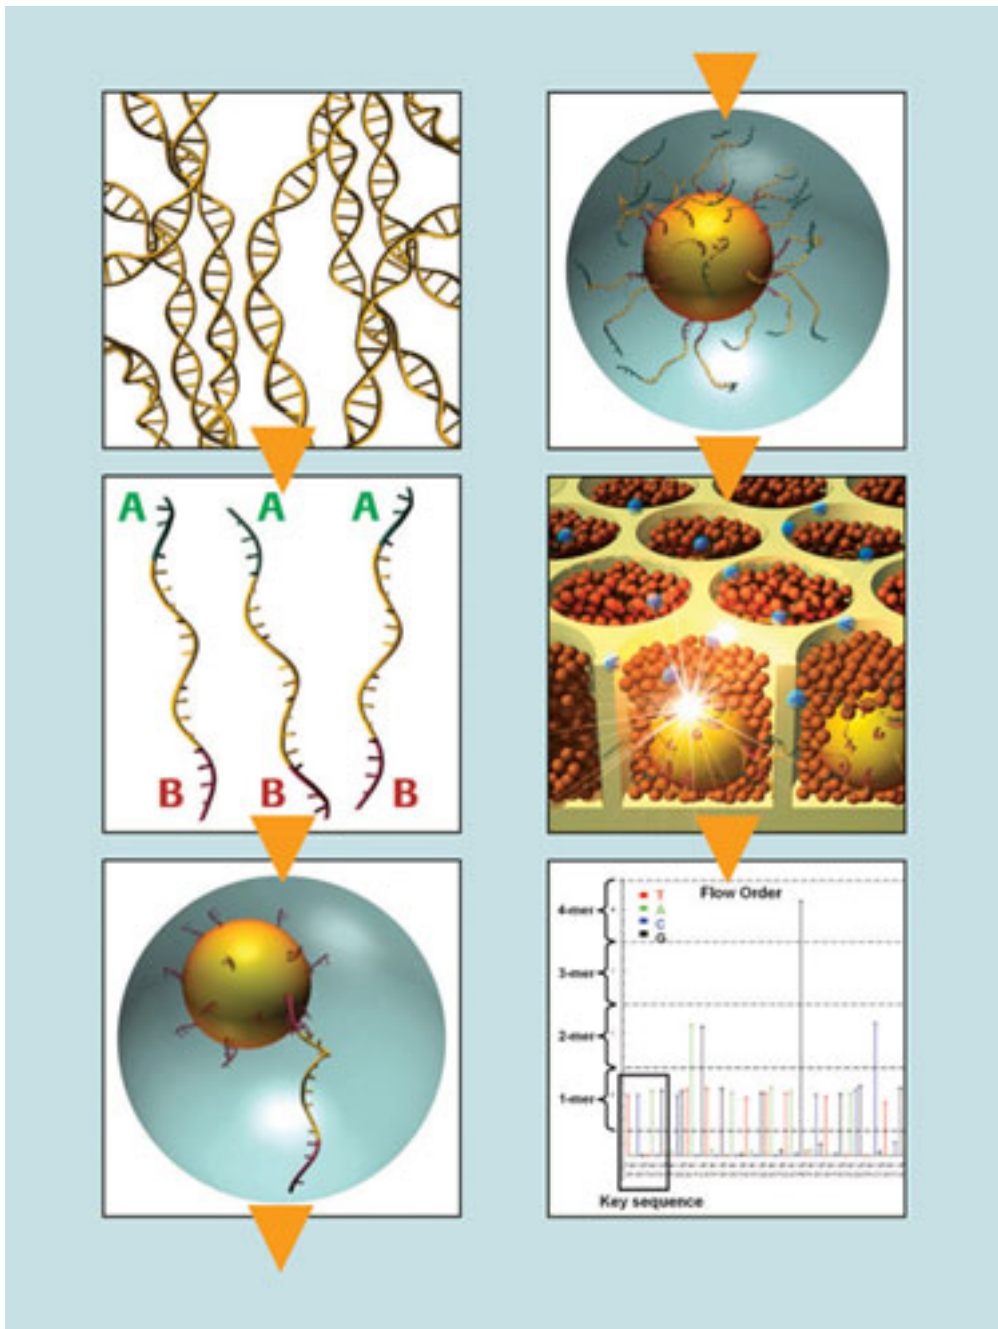 A A A
B B B
Flow Order
T
A
C
G
4-mer
3-mer
2-mer
1-mer
Key sequence